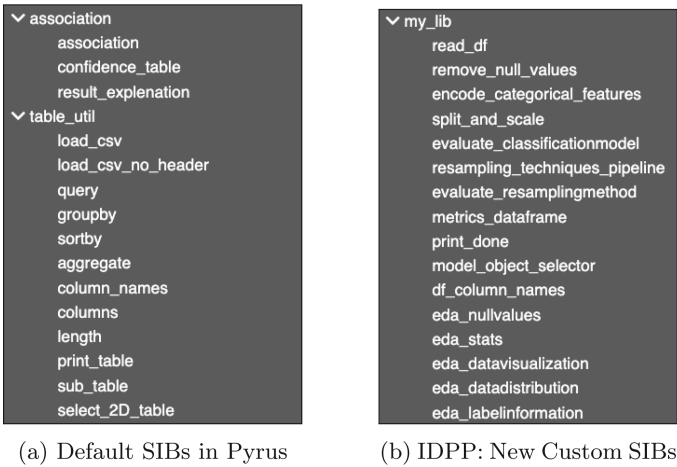 association
association
confidence_table
result_explenation
table_util
load_csv
load_csv_no_header
query
groupby
sortby
aggregate
column_names
columns
length
print_table
sub_table
select_2D_table
(a) Default SIBs in Pyrus
my_lib
read_df
remove_null_values
encode_categorical_features
split_and_scale
evaluate_classificationmodel
resampling_techniques_pipeline
evaluate_resamplingmethod
metrics_dataframe
print_done
model_object_selector
df_column_names
eda_nullvalues
eda_stats
eda_datavisualization
eda_datadistribution
eda_labelinformation
(b) IDPP: New Custom SIBs